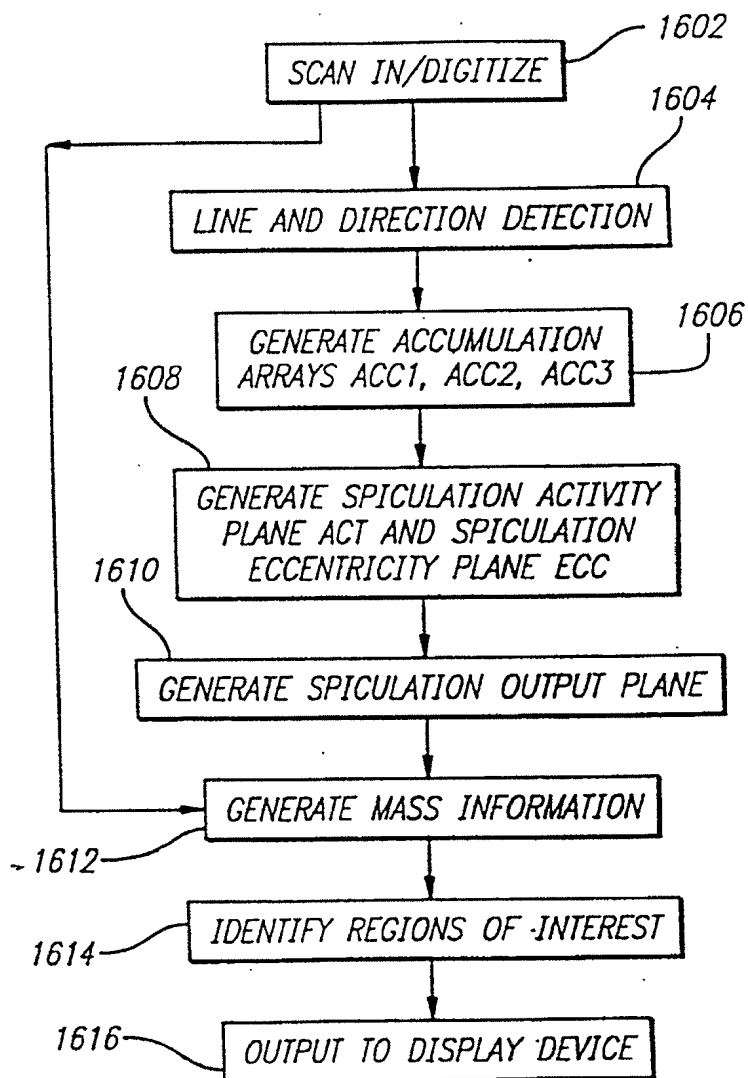 1602
SCAN IN/DIGITIZE
1604
LINE AND DIRECTION DETECTION
1606
GENERATE ACCUMULATION
ARRAYS ACC1, ACC2, ACC3
1608
GENERATE SPICULATION ACTIVITY
PLANE ACT AND SPICULATION
ECCENTRICITY PLANE ECC
1610
GENERATE SPICULATION OUTPUT PLANE
GENERATE MASS INFORMATION
1612
IDENTIFY REGIONS OF INTEREST
1614
OUTPUT TO DISPLAY DEVICE
1616